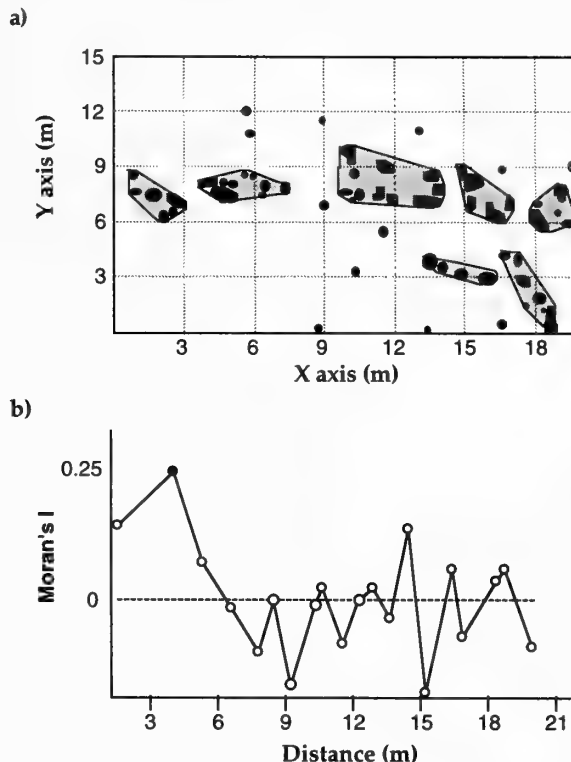 a)
15
12
9
6
3
Y axis (m)
3 6 9 12 15 18
X axis (m)
b)
0.25
0
Moran's I
3 6 9 12 15 18 21
Distance (m)